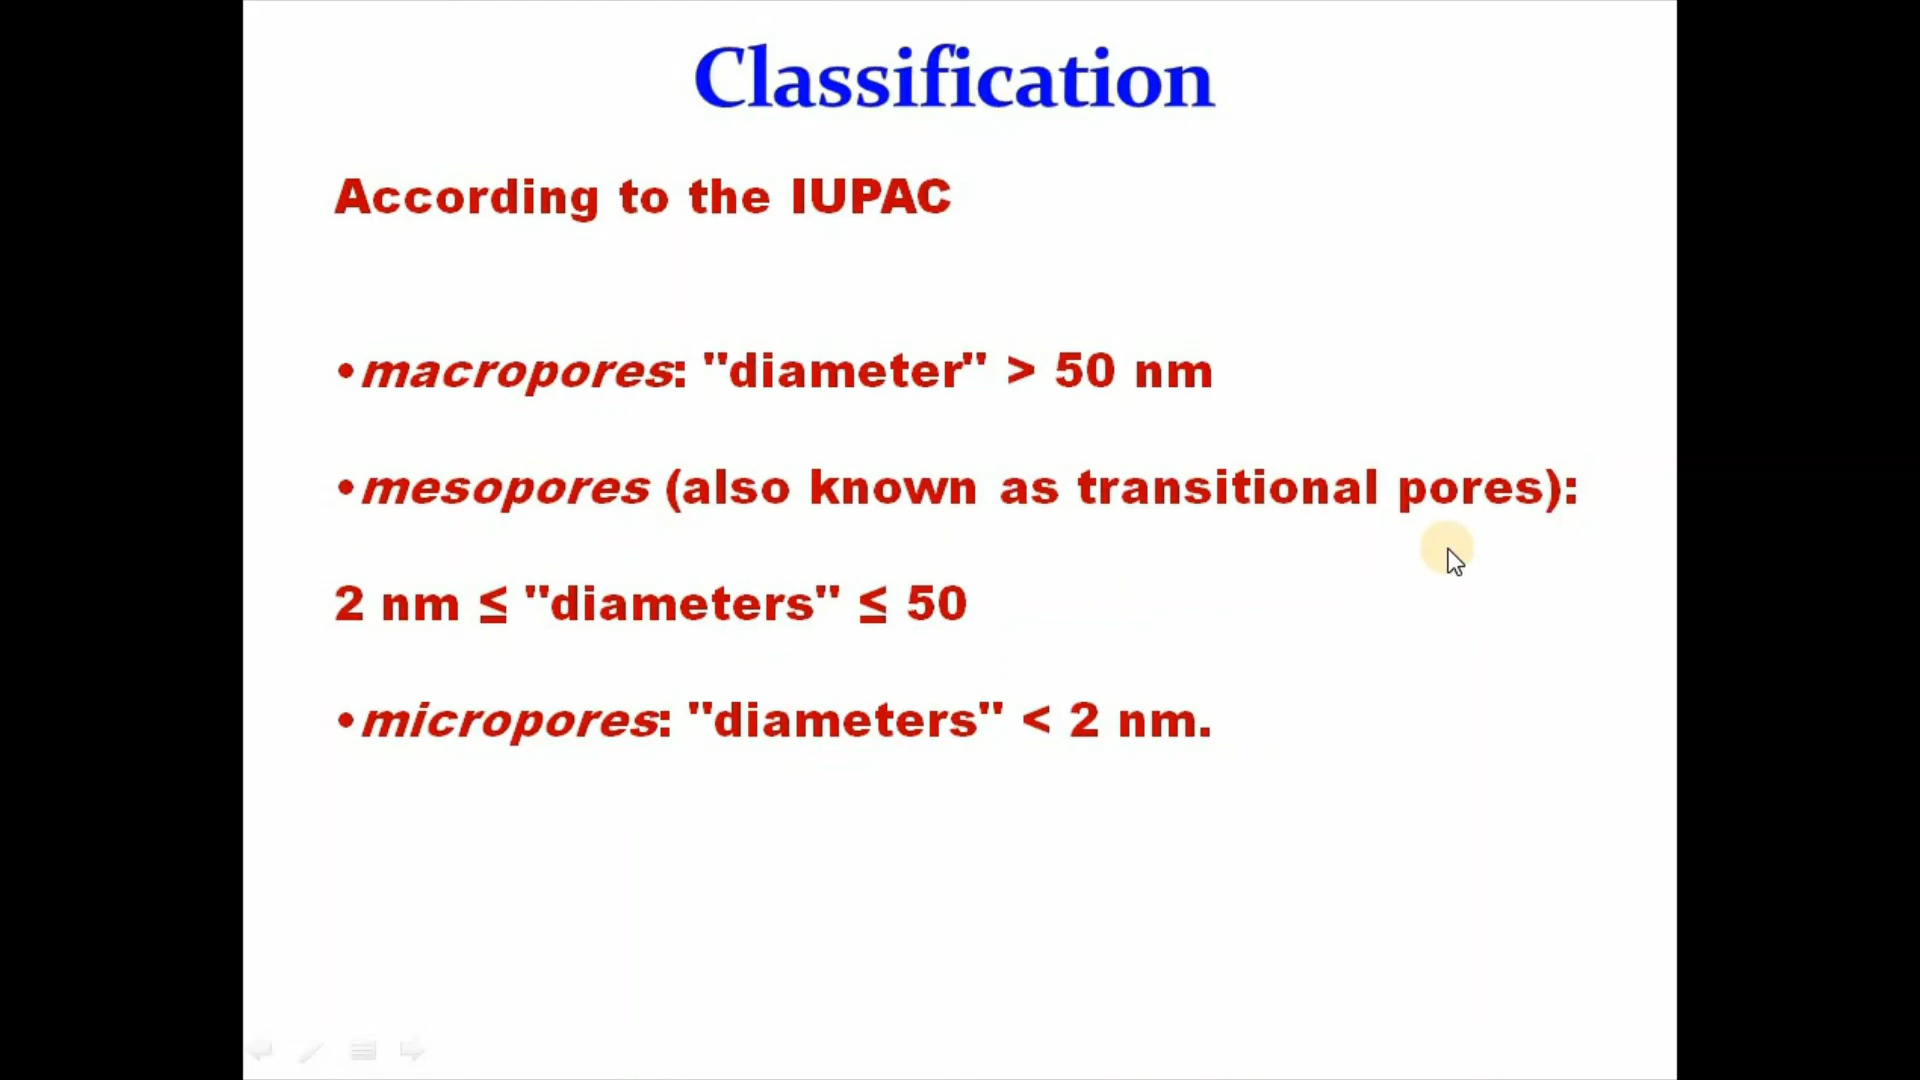 Classification
According to the IUPAC
•macropores: "diameter" > 50 nm
•mesopores (also known as transitional pores):
2 nm ≤ "diameters" ≤ 50
•micropores: "diameters" < 2 nm.